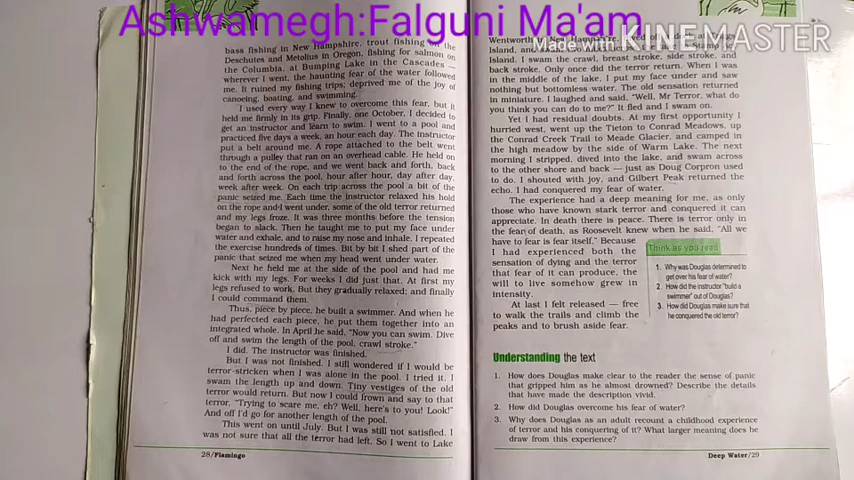 Ashwamegh:Falguni Ma'am
Made with KINEMASTER
bass fishing in New Hampshire, trout fishing on the
Deschutes and Metolius in Oregon, fishing for salmon on
the Columbia, at Bumping Lake in the Cascades —
wherever I went, the haunting fear of the water followed
me. It ruined my fishing trips; deprived me of the joy of
canoeing, boating, and swimming.
I used every way I knew to overcome this fear, but it
held me firmly in its grip. Finally, one October, I decided to
get an instructor and learn to swim. I went to a pool and
practiced five days a week, an hour each day. The instructor
put a belt around me. A rope attached to the belt went
through a pulley that ran on an overhead cable. He held on
to the end of the rope, and we went back and forth, back
and forth across the pool, hour after hour, day after day,
week after week. On each trip across the pool a bit of the
panic seized me. Each time the instructor relaxed his hold
on the rope and I went under, some of the old terror returned
and my legs froze. It was three months before the tension
began to slack. Then he taught me to put my face under
water and exhale, and to raise my nose and inhale. I repeated
the exercise hundreds of times. Bit by bit I shed part of the
panic that seized me when my head went under water.
Next he held me at the side of the pool and had me
kick with my legs. For weeks I did just that. At first my
legs refused to work. But they gradually relaxed; and finally
I could command them.
Thus, piece by piece, he built a swimmer. And when he
had perfected each piece, he put them together into an
integrated whole. In April he said, "Now you can swim. Dive
off and swim the length of the pool, crawl stroke."
I did. The instructor was finished.
But I was not finished. I still wondered if I would be
terror-stricken when I was alone in the pool. I tried it. I
swam the length up and down. Tiny vestiges of the old
terror would return. But now I could frown and say to that
terror, "Trying to scare me, eh? Well, here's to you! Look!"
And off I'd go for another length of the pool.
This went on until July. But I was still not satisfied. I
was not sure that all the terror had left. So I went to Lake
28/Flamingo
Wentworth in New Hampshire, dived off a dock at
Island, and
Island. I swam the crawl, breast stroke, side stroke, and
back stroke. Only once did the terror return. When I was
in the middle of the lake, I put my face under and saw
nothing but bottomless water. The old sensation returned
in miniature. I laughed and said, "Well, Mr Terror, what do
you think you can do to me?" It fled and I swam on.
Yet I had residual doubts. At my first opportunity I
hurried west, went up the Tieton to Conrad Meadows, up
the Conrad Creek Trail to Meade Glacier, and camped in
the high meadow by the side of Warm Lake. The next
morning I stripped, dived into the lake, and swam across
to the other shore and back — just as Doug Corpron used
to do. I shouted with joy, and Gilbert Peak returned the
echo. I had conquered my fear of water.
The experience had a deep meaning for me, as only
those who have known stark terror and conquered it can
appreciate. In death there is peace. There is terror only in
the fear of death, as Roosevelt knew when he said, "All we
have to fear is fear itself." Because
I had experienced both the
sensation of dying and the terror
that fear of it can produce, the
will to live somehow grew in
intensity.
At last I felt released — free
to walk the trails and climb the
peaks and to brush aside fear.
Think as you read
1. Why was Douglas determined to
get over his fear of water?
2. How did the instructor "build a
swimmer" out of Douglas?
3. How did Douglas make sure that
he conquered the old terror?
Understanding the text
1. How does Douglas make clear to the reader the sense of panic
that gripped him as he almost drowned? Describe the details
that have made the description vivid.
2. How did Douglas overcome his fear of water?
3. Why does Douglas as an adult recount a childhood experience
of terror and his conquering of it? What larger meaning does he
draw from this experience?
Deep Water/29